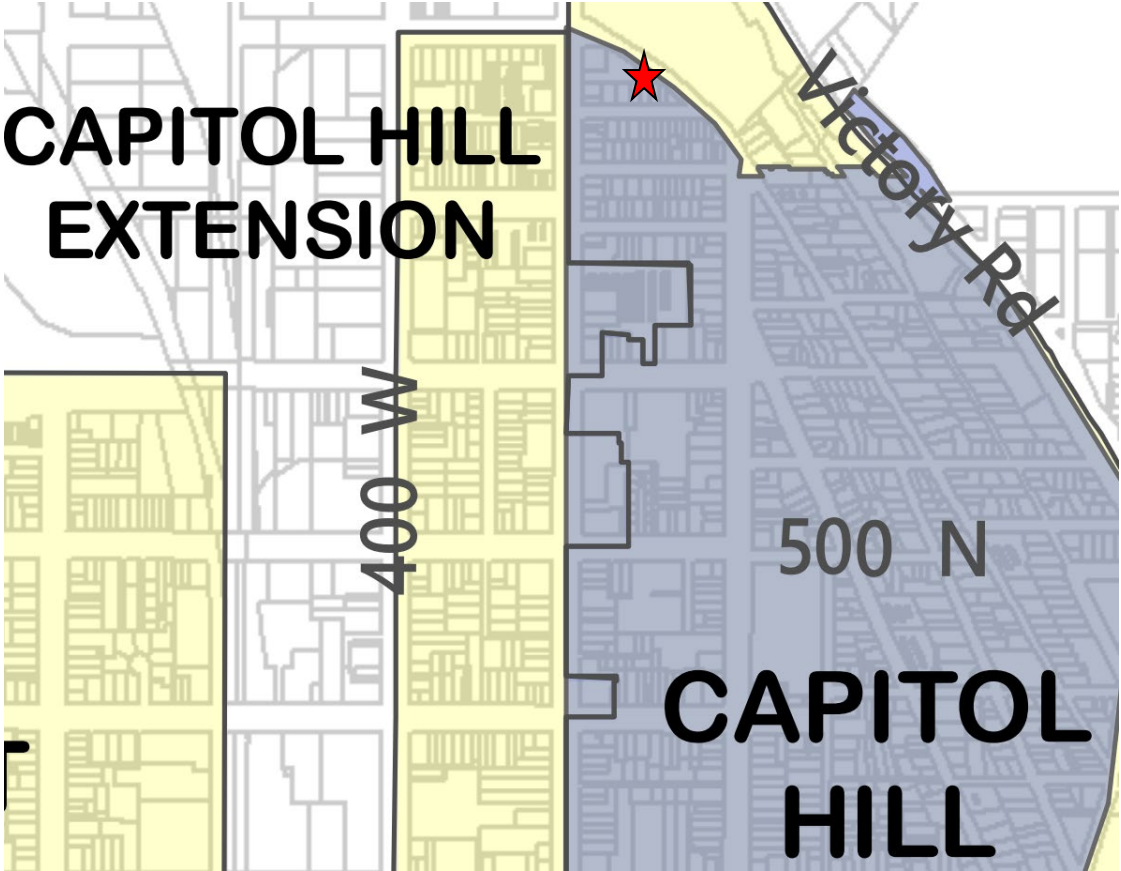 Victory Rd
CAPITOL HILL
EXTENSION
400 W
500 N
CAPITOL
HILL